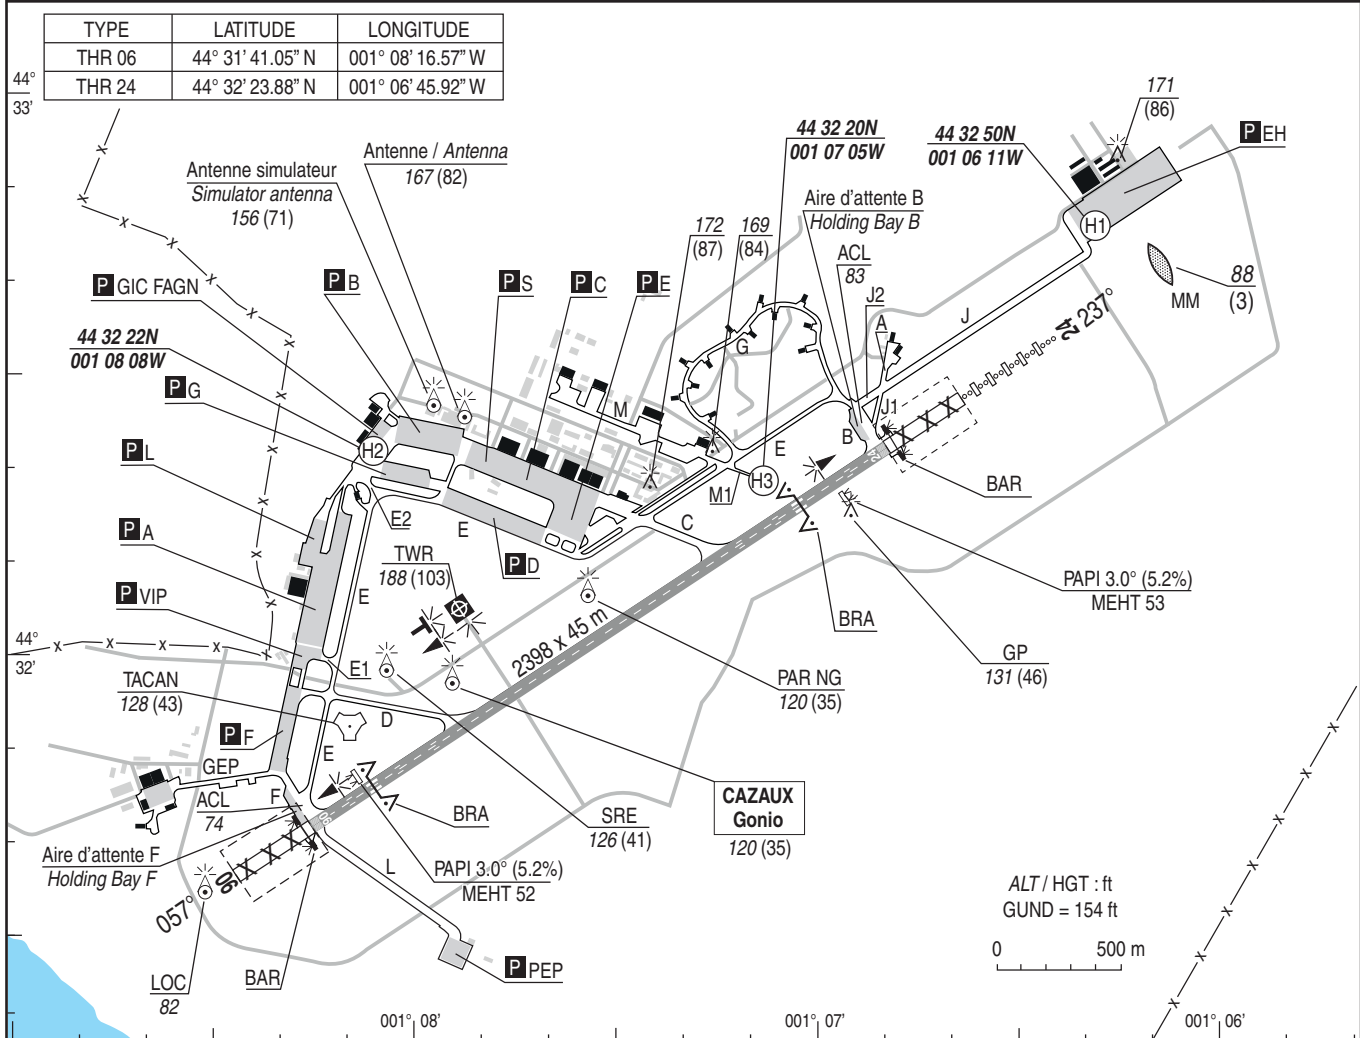 TYPE LATITUDE LONGITUDE
THR 06 44° 31' 41.05" N 001° 08' 16.57" W
THR 24 44° 32' 23.88" N 001° 06' 45.92" W
44°
33'
171
(86)
P EH
44 32 20N
001 07 05W
44 32 50N
001 06 11W
Antenne / Antenna
167 (82)
Antenne simulateur
Simulator antenna
156 (71)
Aire d'attente B
Holding Bay B
172
(87)
169
(84)
H1
ACL
83
88
(3)
MM
P GIC FAGN
P B
P S
P C
P E
J2
A
J
24 237°
44 32 22N
001 08 08W
G
P G
M
J1
E
B
H2
P L
24
H3
M1
BAR
E2
E
C
P A
TWR
188 (103)
P D
PAPI 3.0° (5.2%)
MEHT 53
P VIP
E
BRA
2398 x 45 m
44°
32'
GP
131 (46)
E1
TACAN
128 (43)
PAR NG
120 (35)
D
P F
E
GEP
ACL
74
F
06
BRA
SRE
126 (41)
CAZAUX
Gonio
120 (35)
Aire d'attente F
Holding Bay F
L
PAPI 3.0° (5.2%)
MEHT 52
06
057°
ALT / HGT : ft
GUND = 154 ft
0 500 m
LOC
82
BAR
P PEP
001° 08'
001° 07'
001° 06'